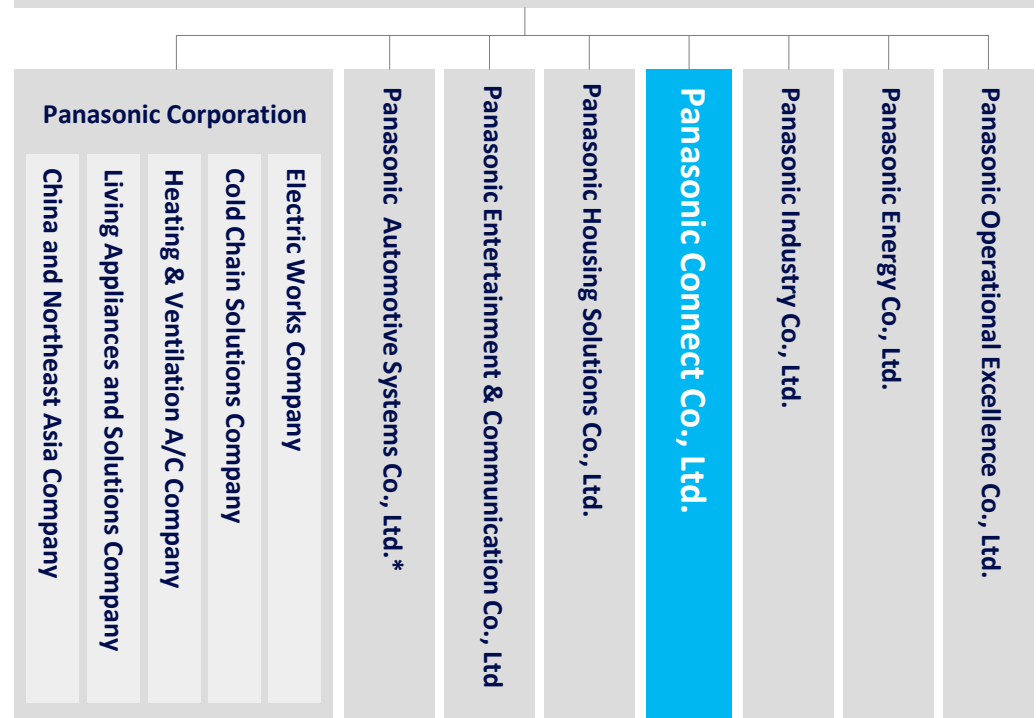 Panasonic Corporation
China and Northeast Asia Company
Living Appliances and Solutions Company
Heating & Ventilation A/C Company
Cold Chain Solutions Company
Electric Works Company
Panasonic Automotive Systems Co., Ltd.*
Panasonic Entertainment & Communication Co., Ltd
Panasonic Housing Solutions Co., Ltd.
Panasonic Connect Co., Ltd.
Panasonic Industry Co., Ltd.
Panasonic Energy Co., Ltd.
Panasonic Operational Excellence Co., Ltd.